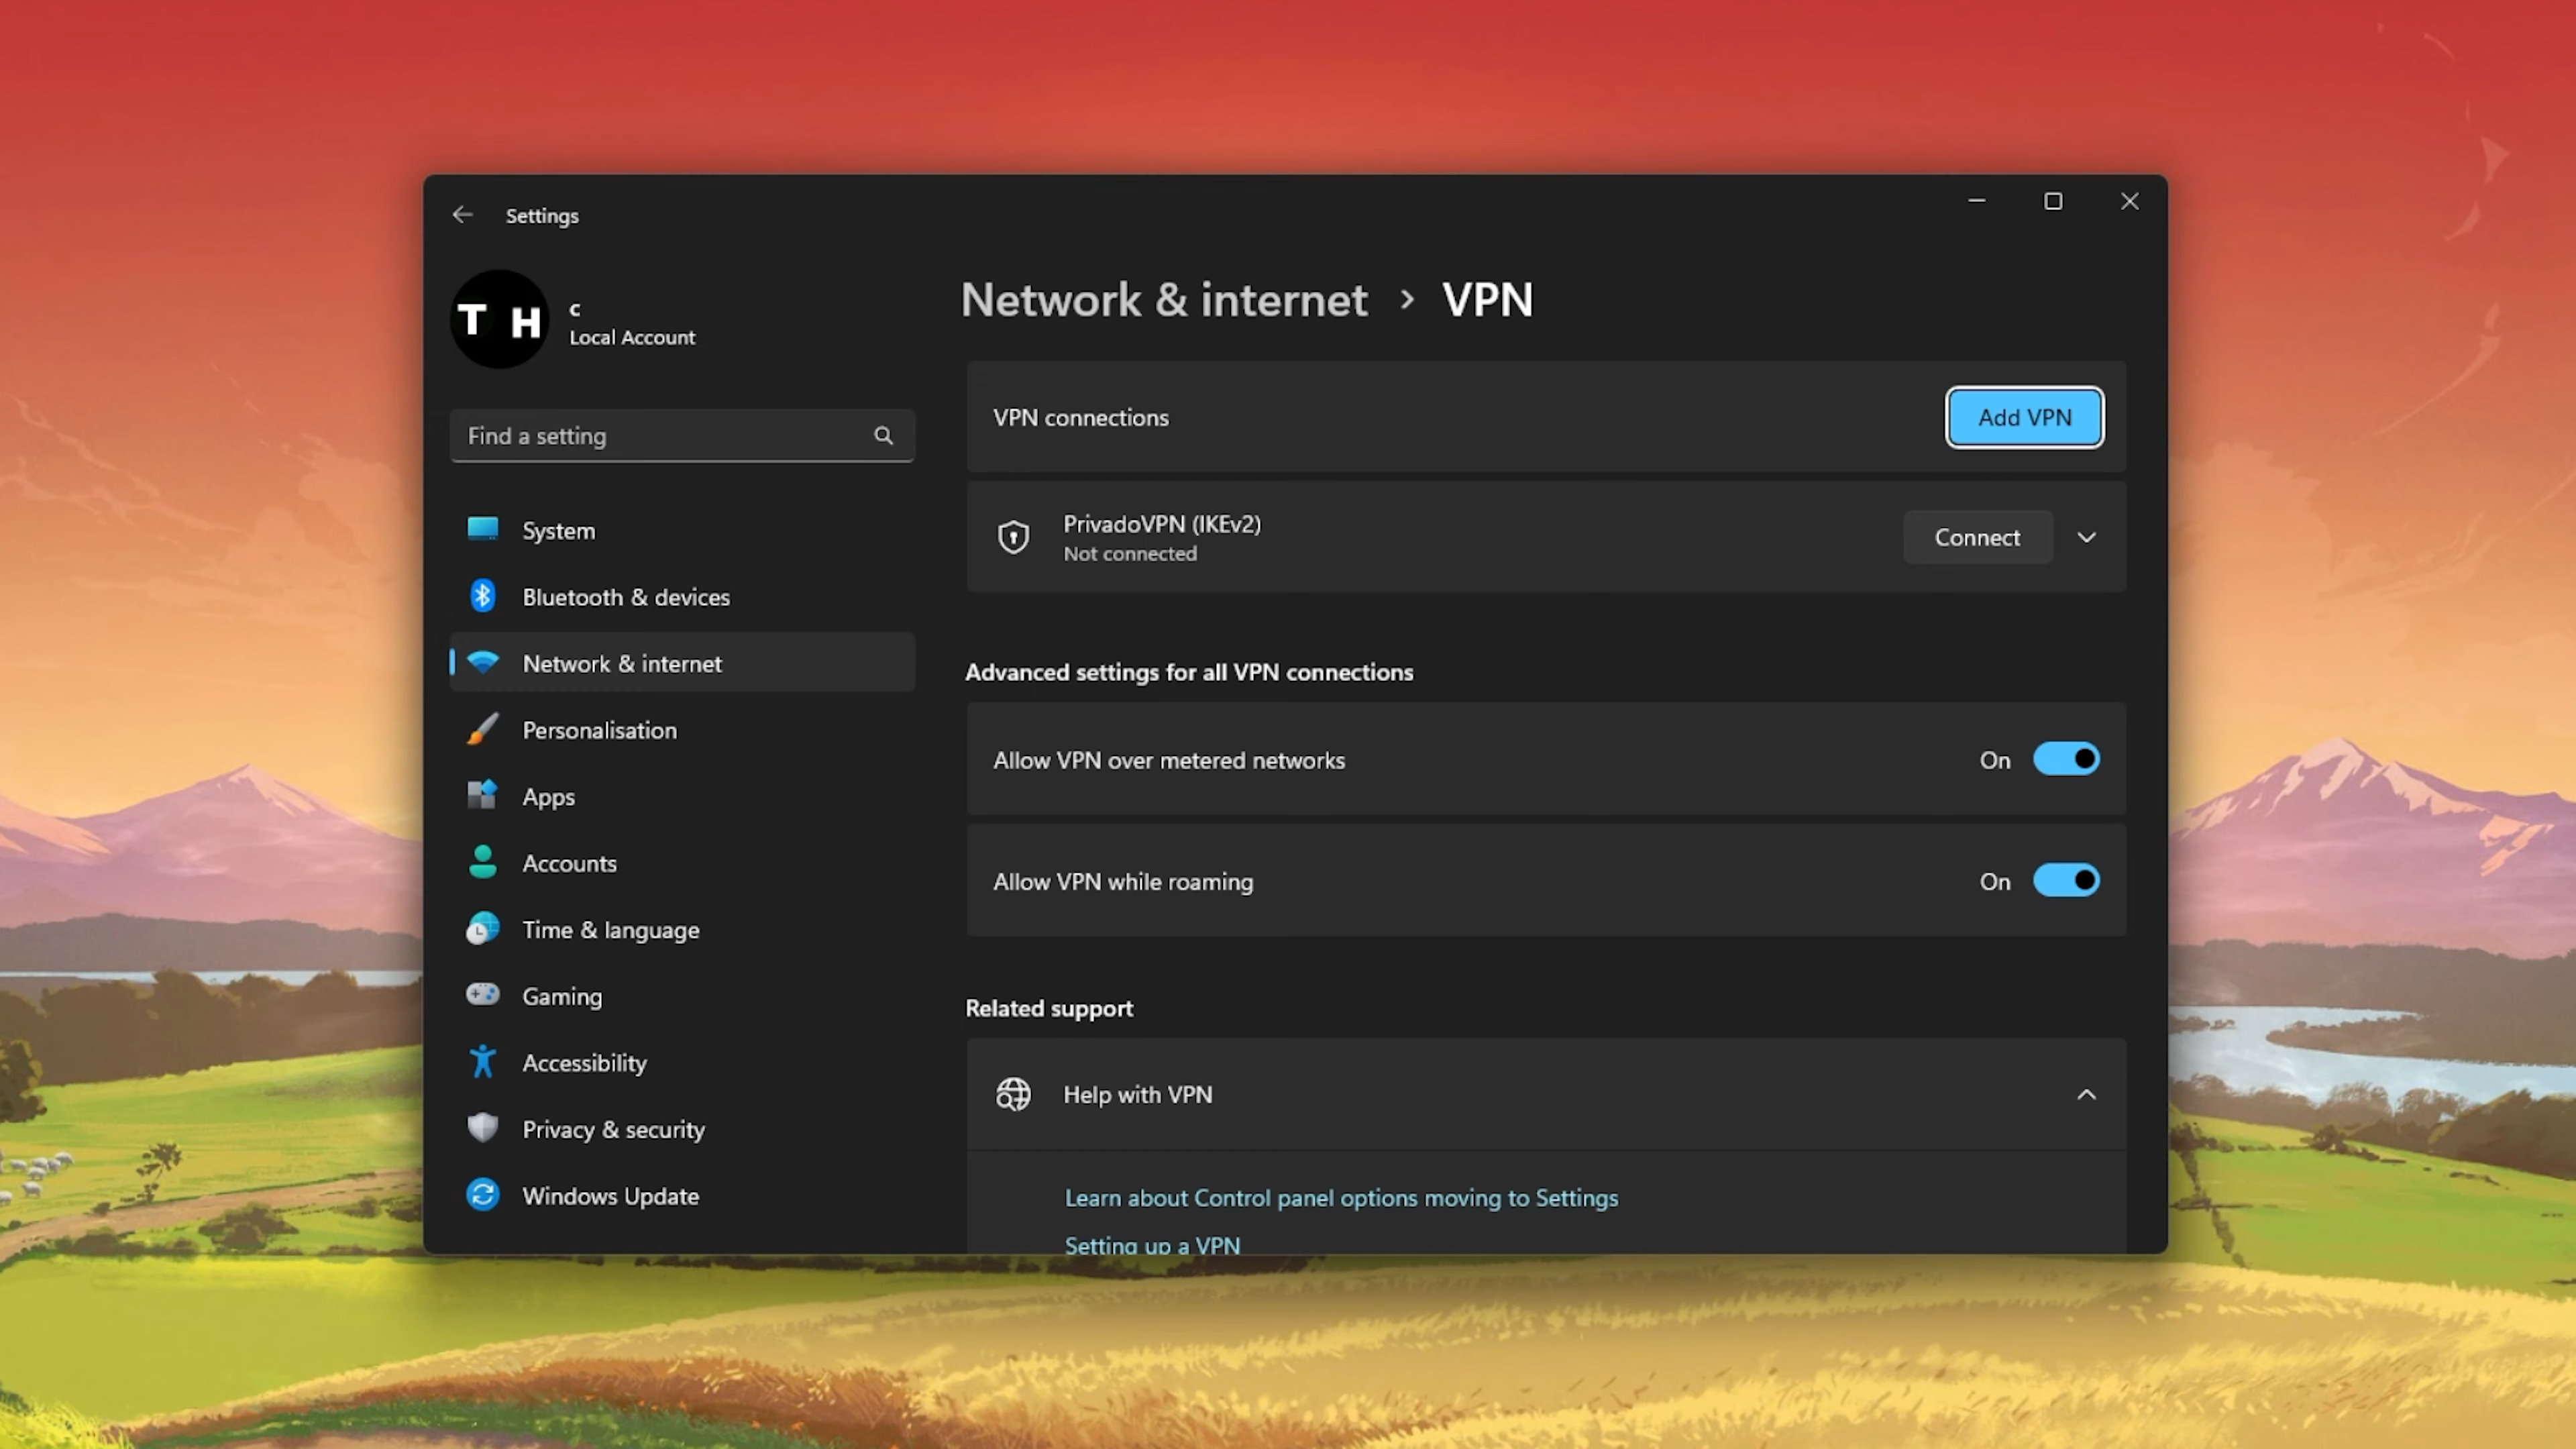 Settings
T H
c
Local Account
Find a setting
System
Bluetooth & devices
Network & internet
Personalisation
Apps
Accounts
Time & language
Gaming
Accessibility
Privacy & security
Windows Update
Network & internet › VPN
VPN connections
Add VPN
PrivadoVPN (IKEv2)
Not connected
Connect
Advanced settings for all VPN connections
Allow VPN over metered networks
On
Allow VPN while roaming
On
Related support
Help with VPN
Learn about Control panel options moving to Settings
Setting up a VPN